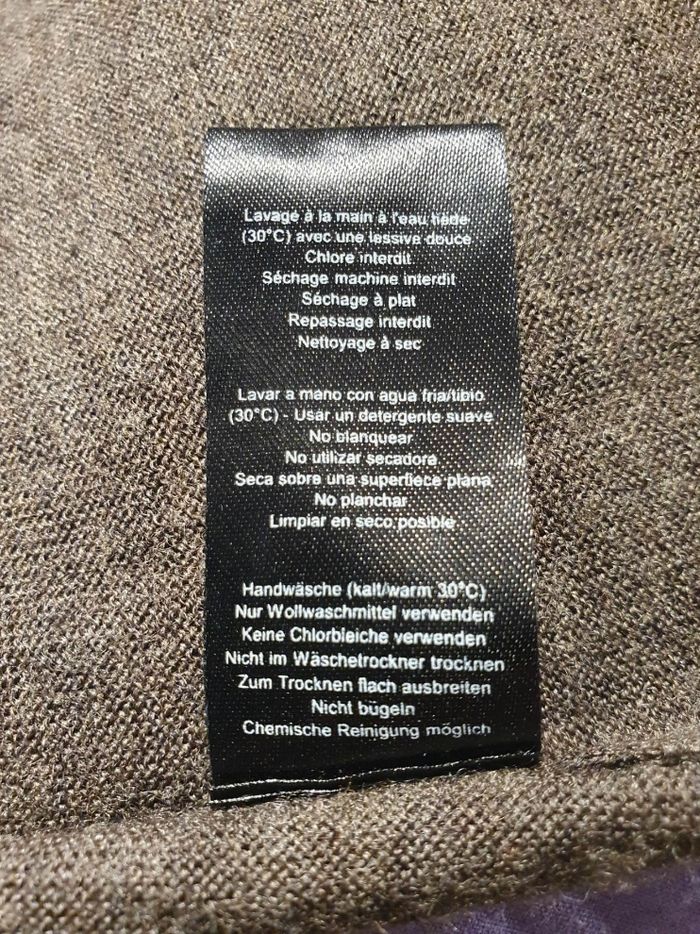 Lavage à la main à l'eau tiède
(30°C) avec une lessive douce
Chlore interdit
Séchage machine interdit
Séchage à plat
Repassage interdit
Nettoyage à sec
Lavar a mano con agua fria/tibio
(30°C) - Usar un detergente suave
No blanquear
No utilizar secadora
Seca sobre una superfiece plana
No planchar
Limpiar en seco posible
Handwäsche (kalt/warm 30°C)
Nur Wollwaschmittel verwenden
Keine Chlorbleiche verwenden
Nicht im Wäschetrockner trocknen
Zum Trocknen flach ausbreiten
Nicht bügeln
Chemische Reinigung möglich